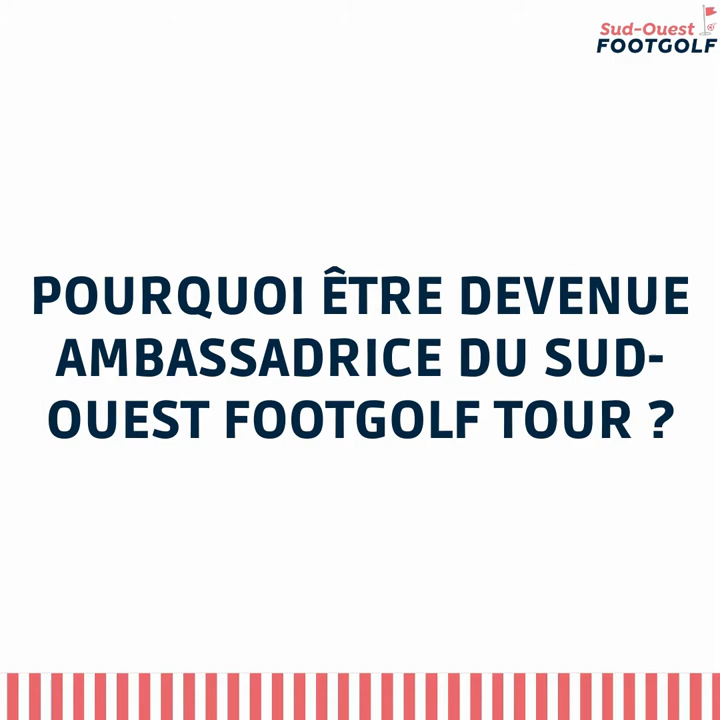 Sud-Ouest
FOOTGOLF
POURQUOI ÊTRE DEVENUE
AMBASSADRICE DU SUD-
OUEST FOOTGOLF TOUR ?